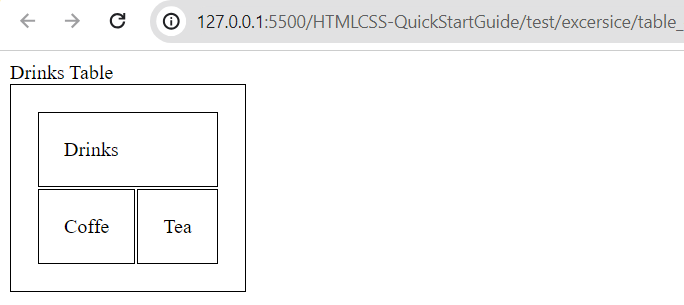 127.0.0.1:5500/HTMLCSS-QuickStartGuide/test/excersice/table_
Drinks Table
Drinks
Coffe Tea